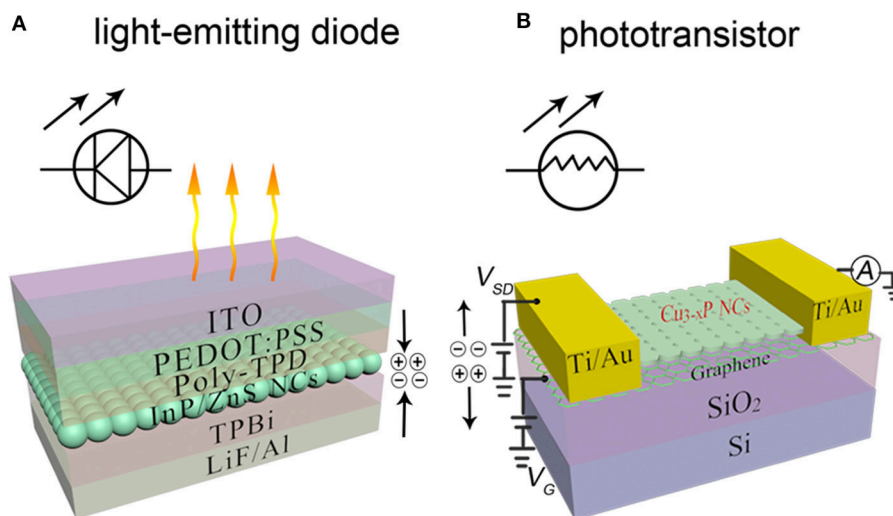 A
light-emitting diode
ITO
PEDOT:PSS
Poly-TPD
InP/ZnS NCs
TPBi
LiF/Al
B
phototransistor
V_SD
A
Cu3-xP NCs
Ti/Au
Ti/Au
Graphene
SiO₂
Si
V_G